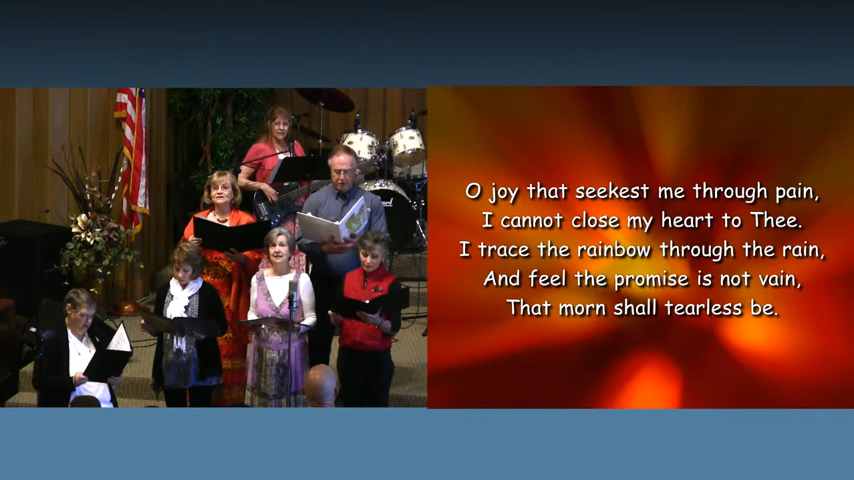 O joy that seekest me through pain,
I cannot close my heart to Thee.
I trace the rainbow through the rain,
And feel the promise is not vain,
That morn shall tearless be.